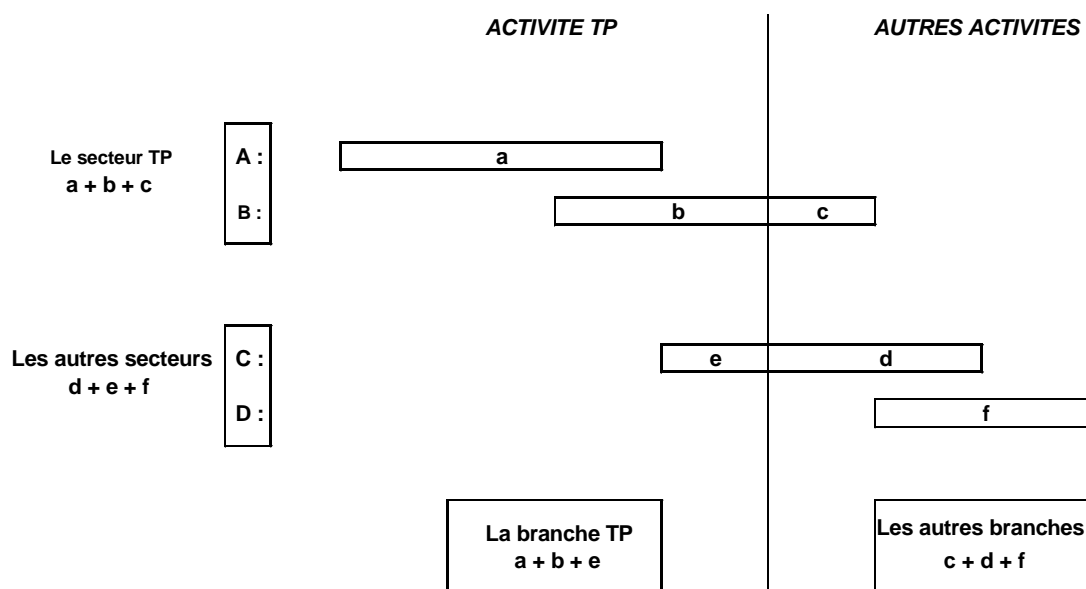 ACTIVITE TP
AUTRES ACTIVITES
Le secteur TP
a + b + c
A :
a
B :
b
c
Les autres secteurs
d + e + f
C :
e
d
D :
f
La branche TP
a + b + e
Les autres branches
c + d + f